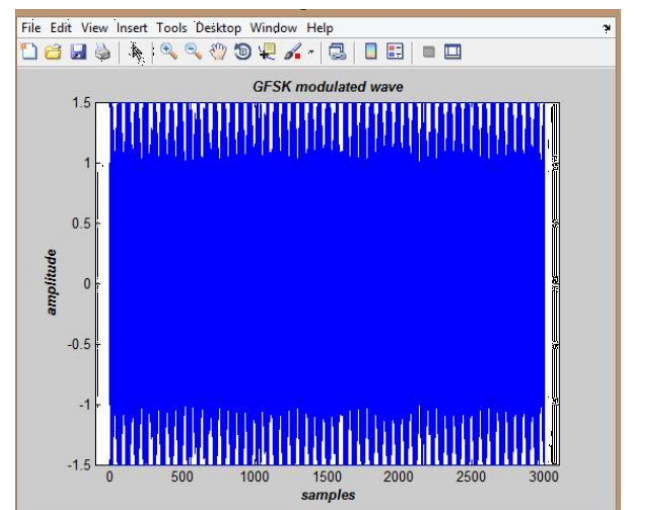 File Edit View Insert Tools Desktop Window Help
GFSK modulated wave
1.5
1
0.5
0
-0.5
-1
-1.5
amplitude
0 500 1000 1500 2000 2500 3000
samples